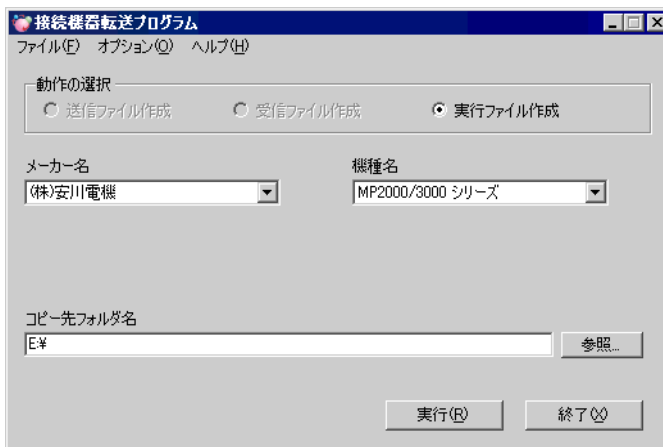 接続機器転送プログラム
ファイル(F) オプション(O) ヘルプ(H)
動作の選択
送信ファイル作成 受信ファイル作成 実行ファイル作成
メーカー名 機種名
(株)安川電機 MP2000/3000 シリーズ
コピー先フォルダ名
E:¥ 参照...
実行(R) 終了(X)